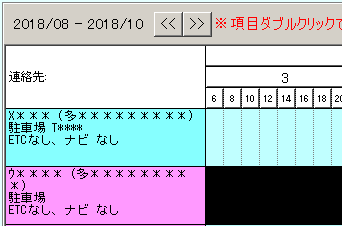 2018/08 - 2018/10 << >> ※項目ダブルクリックで
連絡先:
3
6 8 10 12 14 16 18 20
X＊＊＊（多＊＊＊＊＊＊＊＊＊）
駐車場 T****
ETCなし、ナビ なし
ウ＊＊＊＊（多＊＊＊＊＊＊＊＊
＊）
駐車場
ETCなし、ナビ なし